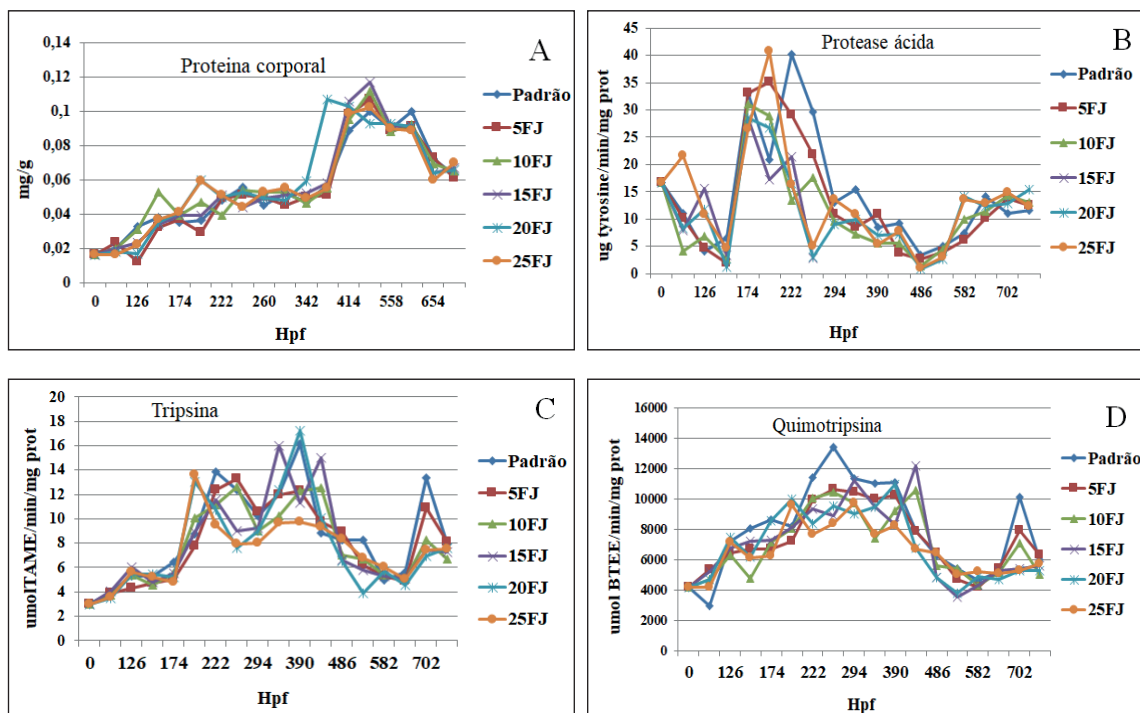 A
Proteina corporal
mg/g
0,14
0,12
0,1
0,08
0,06
0,04
0,02
0
0 126 174 222 260 342 414 558 654
Hpf
Padrão
5FJ
10FJ
15FJ
20FJ
25FJ
B
Protease ácida
ug tyrosine/min/mg prot
45
40
35
30
25
20
15
10
5
0
0 126 174 222 294 390 486 582 702
Hpf
Padrão
5FJ
10FJ
15FJ
20FJ
25FJ
C
Tripsina
umolTAME/min/mg prot
20
18
16
14
12
10
8
6
4
2
0
0 126 174 222 294 390 486 582 702
Hpf
Padrão
5FJ
10FJ
15FJ
20FJ
25FJ
D
Quimotripsina
umol BTEE/min/mg prot
16000
14000
12000
10000
8000
6000
4000
2000
0
0 126 174 222 294 390 486 582 702
Hpf
Padrão
5FJ
10FJ
15FJ
20FJ
25FJ